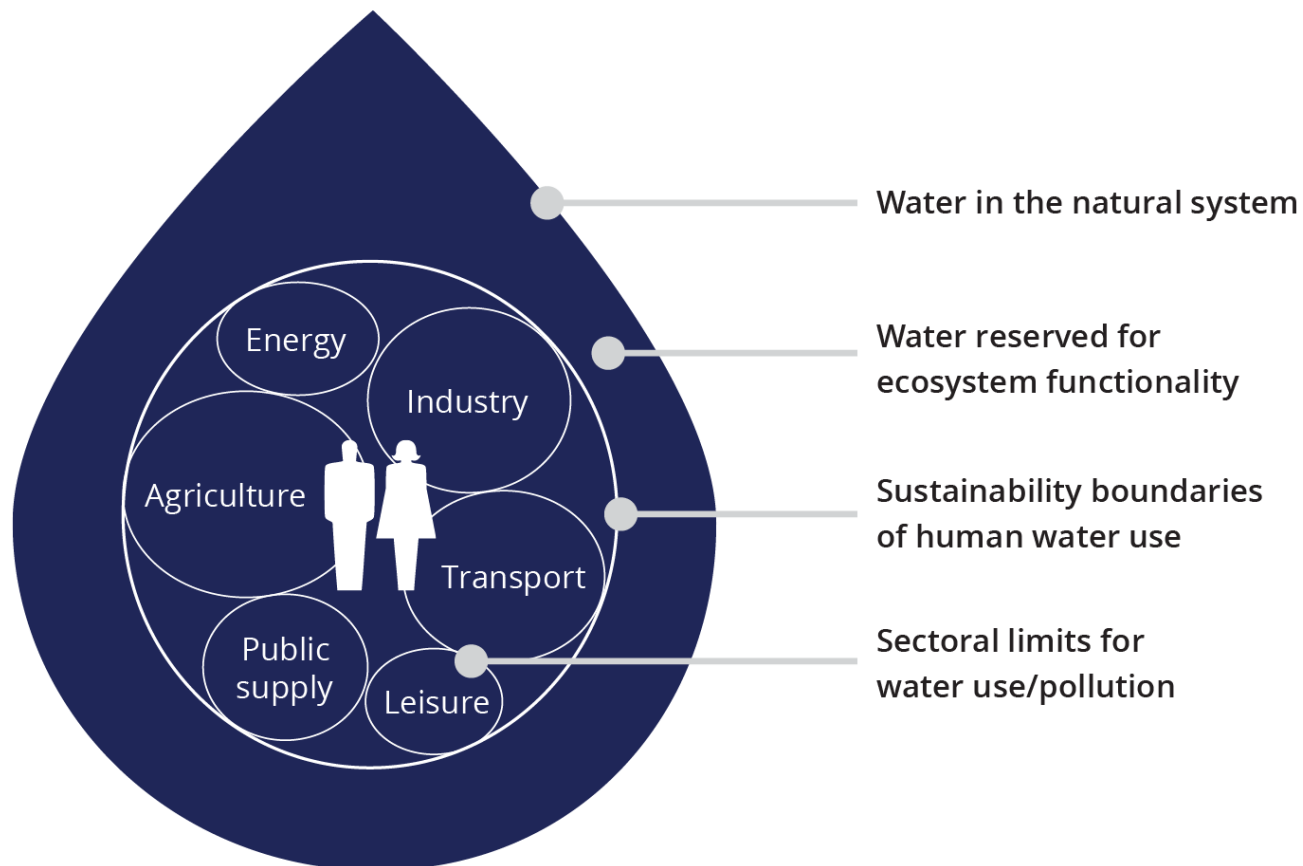 Water in the natural system
Water reserved for
ecosystem functionality
Sustainability boundaries
of human water use
Sectoral limits for
water use/pollution
Energy
Industry
Agriculture
Transport
Public
supply
Leisure